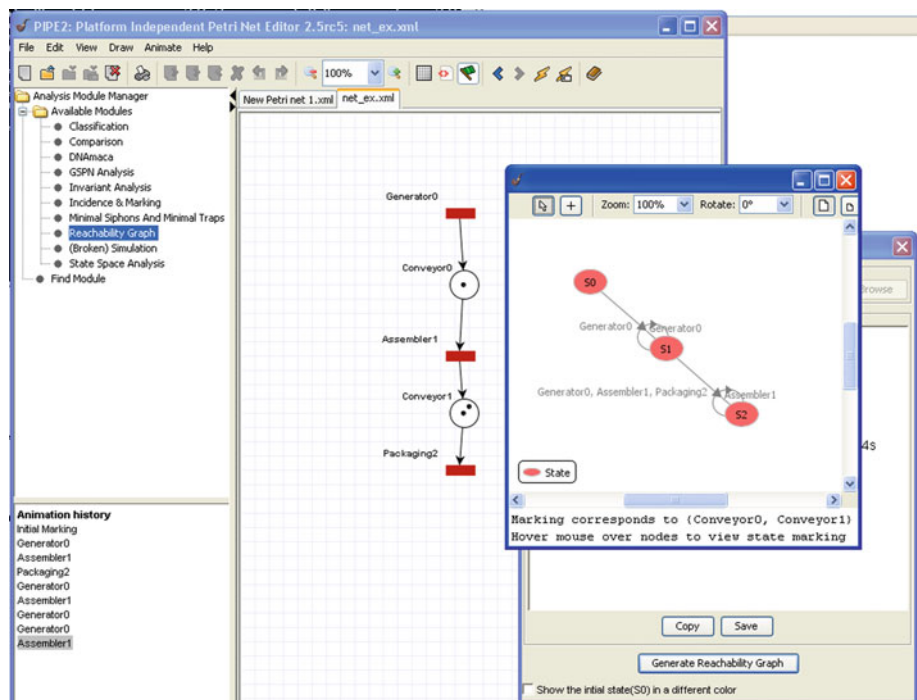 PIPE2: Platform Independent Petri Net Editor 2.5rc5: net_ex.xml
File Edit View Draw Animate Help
100%
Analysis Module Manager
Available Modules
Classification
Comparison
DNAmaca
GSPN Analysis
Invariant Analysis
Incidence & Marking
Minimal Siphons And Minimal Traps
Reachability Graph
(Broken) Simulation
State Space Analysis
Find Module
Animation history
Initial Marking
Generator0
Assembler1
Packaging2
Generator0
Assembler1
Generator0
Generator0
Assembler1
New Petri net 1.xml
net_ex.xml
Generator0
Conveyor0
Assembler1
Conveyor1
Packaging2
Zoom: 100% Rotate: 0°
S0
Generator0 Generator0
S1
Generator0, Assembler1, Packaging2 Assembler1
S2
State
Marking corresponds to (Conveyor0, Conveyor1)
Hover mouse over nodes to view state marking
Browse
4s
Copy Save
Generate Reachability Graph
Show the intial state(S0) in a different color